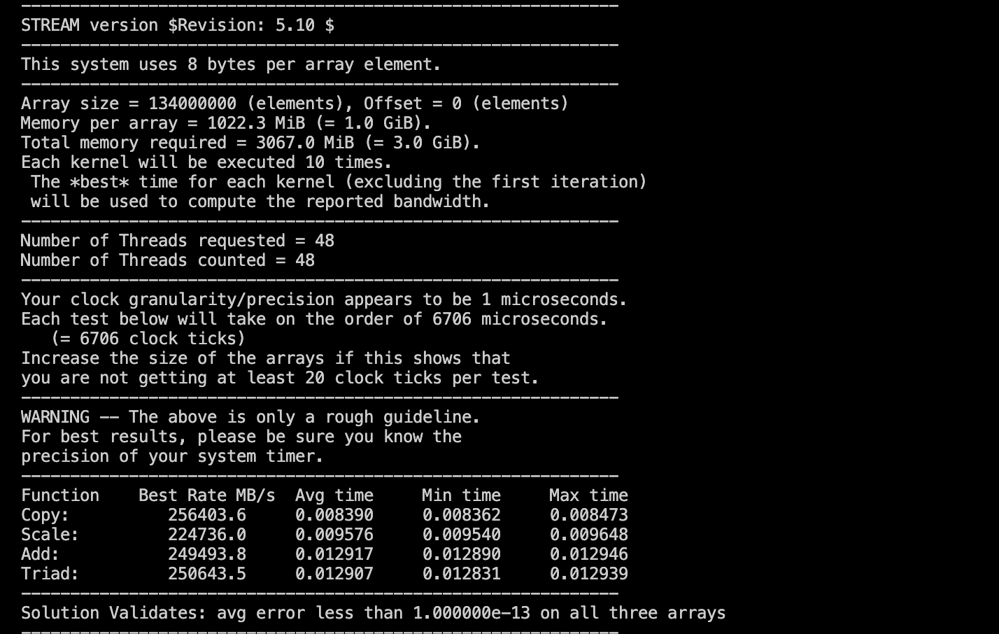 -------------------------------------------------------------
STREAM version $Revision: 5.10 $
-------------------------------------------------------------
This system uses 8 bytes per array element.
-------------------------------------------------------------
Array size = 134000000 (elements), Offset = 0 (elements)
Memory per array = 1022.3 MiB (= 1.0 GiB).
Total memory required = 3067.0 MiB (= 3.0 GiB).
Each kernel will be executed 10 times.
 The *best* time for each kernel (excluding the first iteration)
 will be used to compute the reported bandwidth.
-------------------------------------------------------------
Number of Threads requested = 48
Number of Threads counted = 48
-------------------------------------------------------------
Your clock granularity/precision appears to be 1 microseconds.
Each test below will take on the order of 6706 microseconds.
   (= 6706 clock ticks)
Increase the size of the arrays if this shows that
you are not getting at least 20 clock ticks per test.
-------------------------------------------------------------
WARNING -- The above is only a rough guideline.
For best results, please be sure you know the
precision of your system timer.
-------------------------------------------------------------
Function    Best Rate MB/s  Avg time     Min time     Max time
Copy:          256403.6     0.008390     0.008362     0.008473
Scale:         224736.0     0.009576     0.009540     0.009648
Add:           249493.8     0.012917     0.012890     0.012946
Triad:         250643.5     0.012907     0.012831     0.012939
-------------------------------------------------------------
Solution Validates: avg error less than 1.000000e-13 on all three arrays
-------------------------------------------------------------